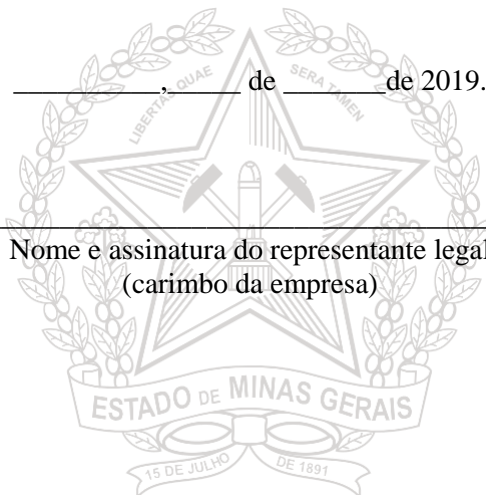 __________,_____ de _______de 2019.
LIBERTAS QUAE SERA TAMEN
Nome e assinatura do representante legal
(carimbo da empresa)
ESTADO DE MINAS GERAIS
15 DE JULHO DE 1891